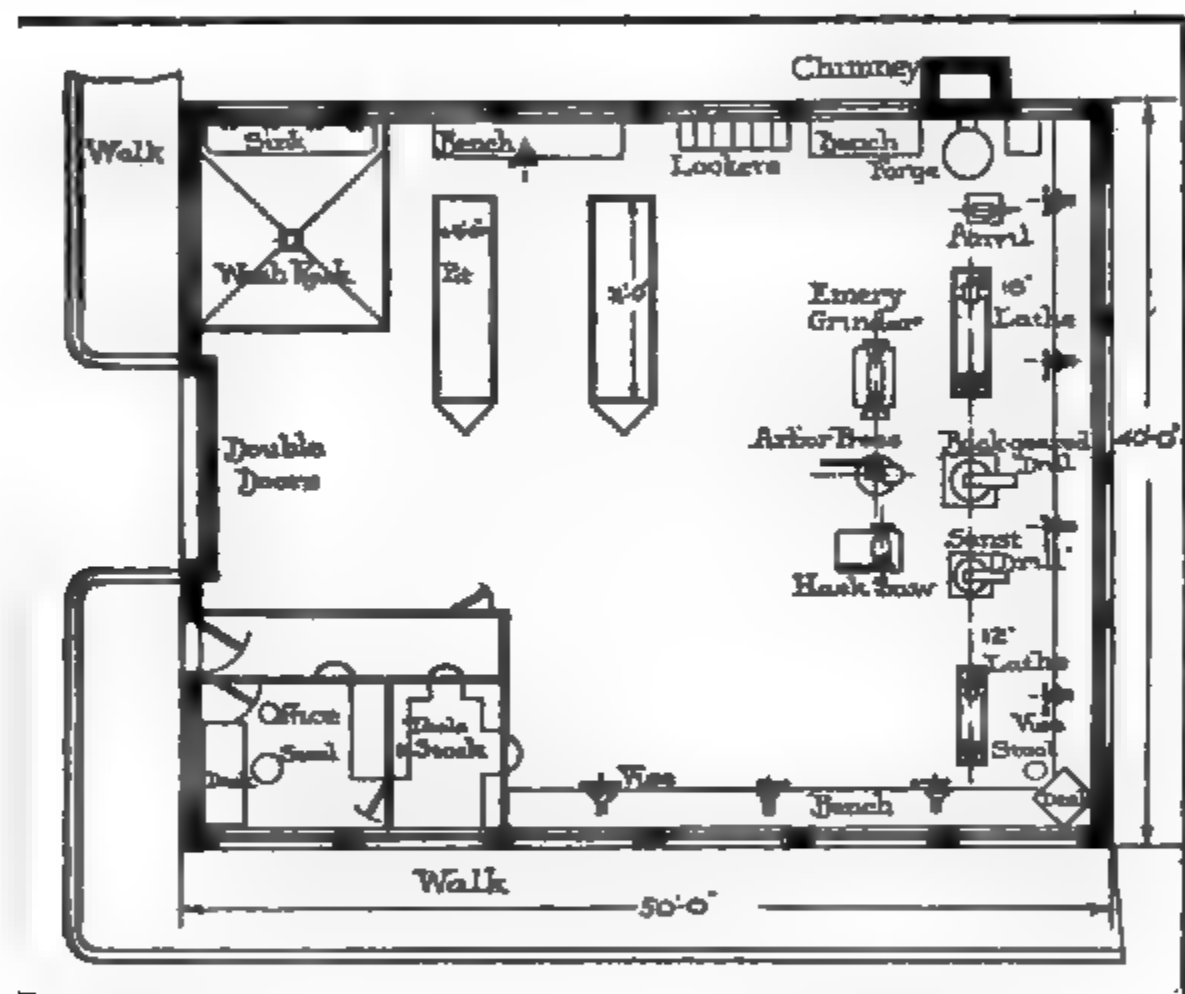 Chimney
Walk
Sink
Bench
Lockers
Bench
Forge
Anvil
Wash Rack
Pit
Emery
Grinder
16"
Lathe
Arbor Press
Back-geared
Drill
40'-0"
Double
Doors
Drill
Hack Saw
12"
Lathe
Office
Stool
Stock
Vise
Stool
Vise
Bench
Desk
Walk
50'-0"